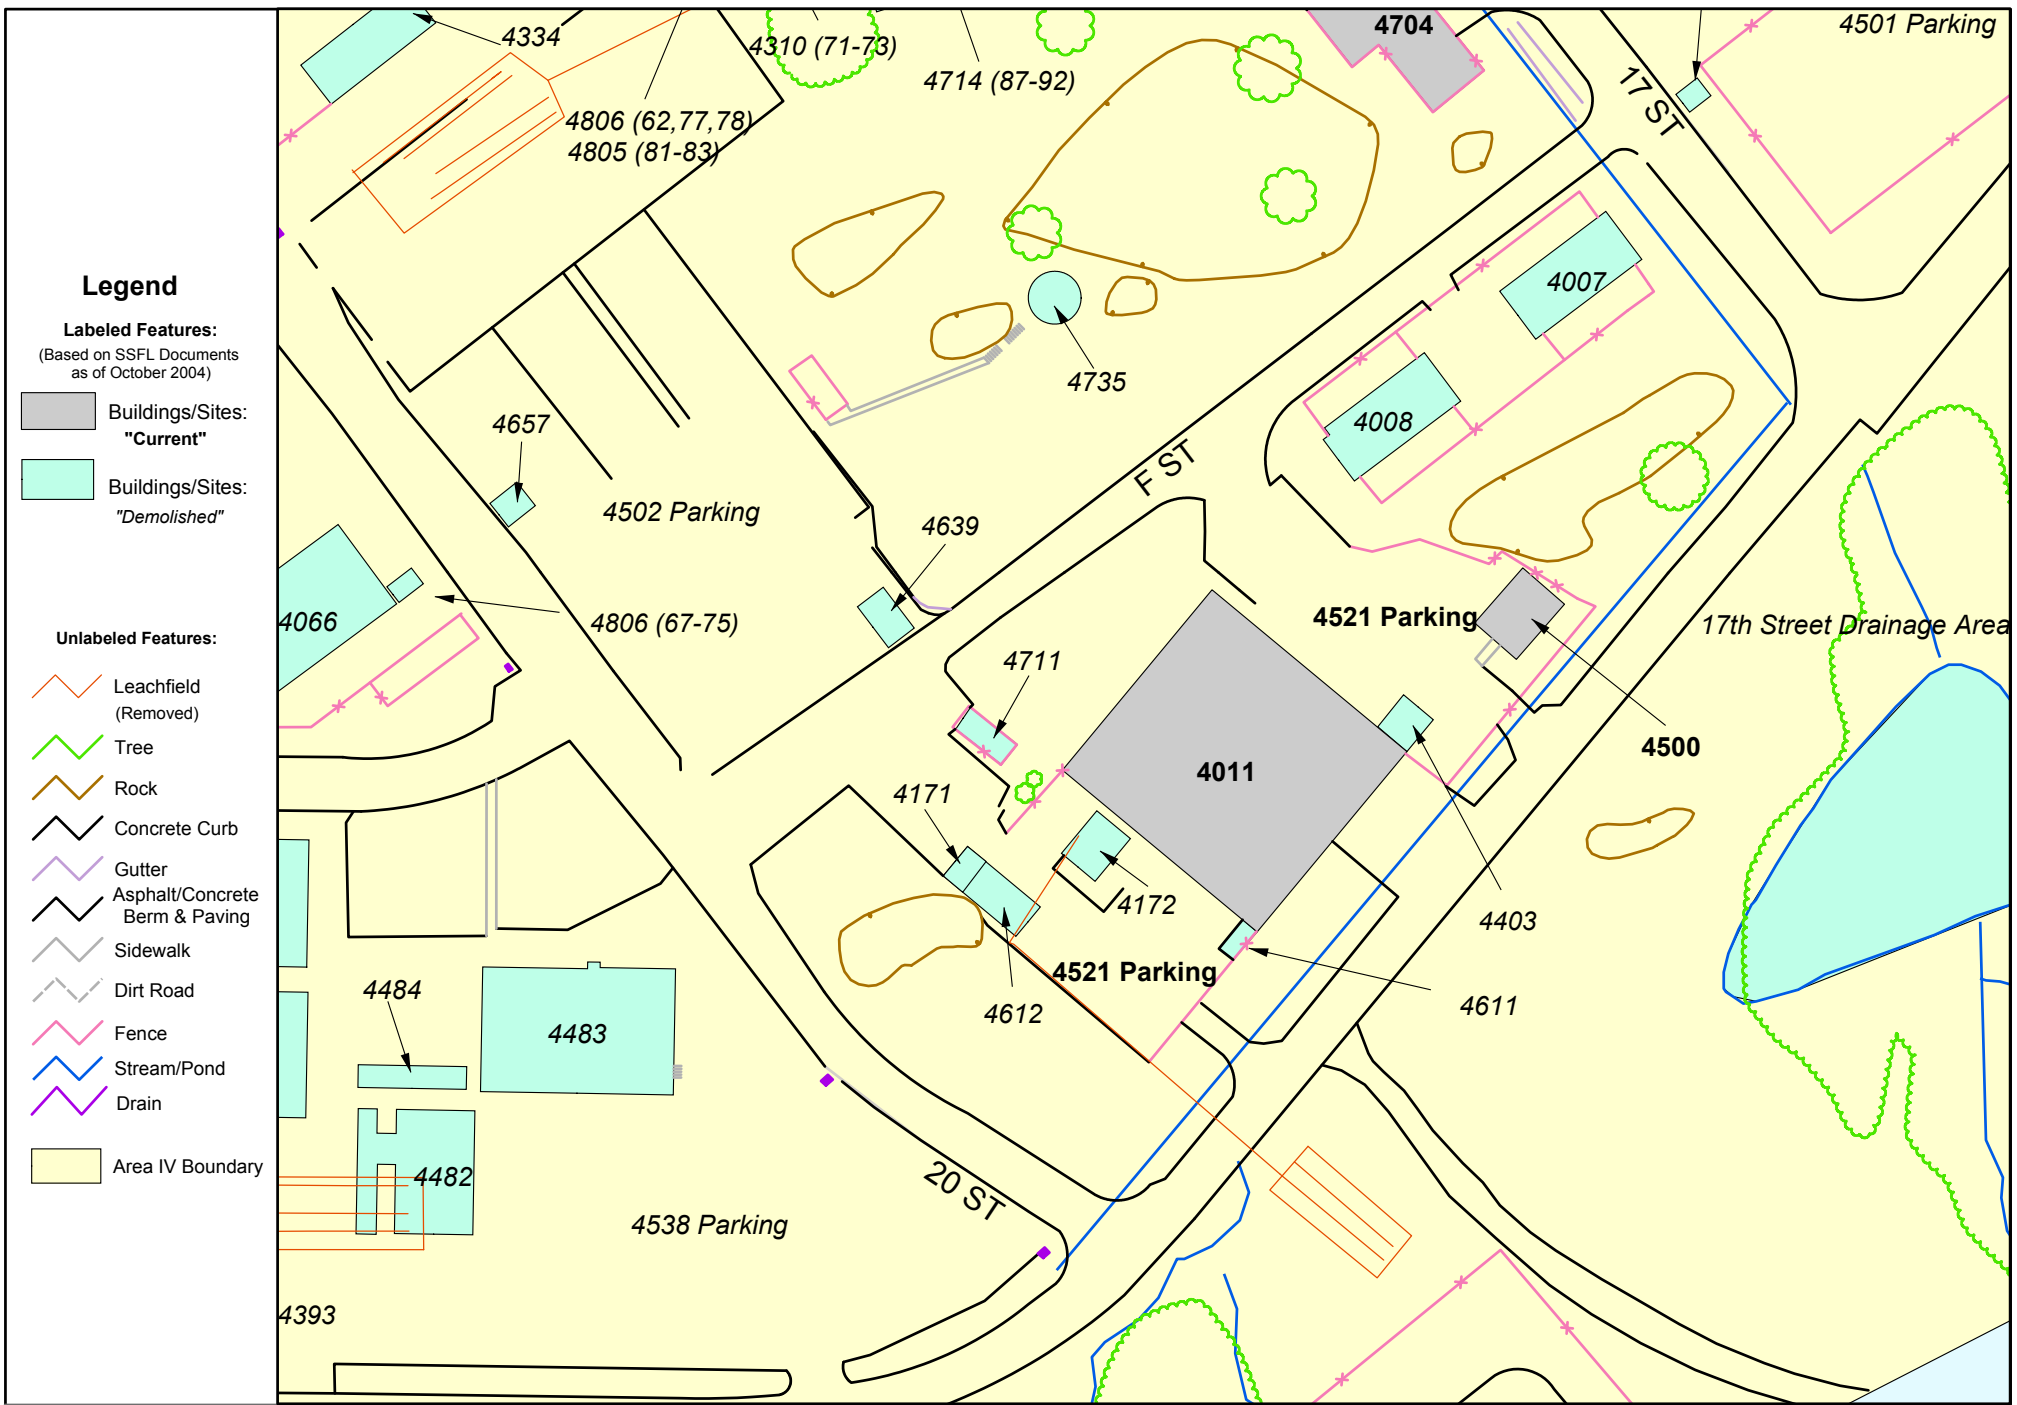 Legend
Labeled Features:
(Based on SSFL Documents
as of October 2004)
Buildings/Sites:
"Current"
Buildings/Sites:
"Demolished"
Unlabeled Features:
Leachfield
(Removed)
Tree
Rock
Concrete Curb
Gutter
Asphalt/Concrete
Berm & Paving
Sidewalk
Dirt Road
Fence
Stream/Pond
Drain
Area IV Boundary
4334
4310 (71-73)
4714 (87-92)
4704
4501 Parking
4806 (62,77,78)
4805 (81-83)
17 ST
4007
4735
4008
4657
4502 Parking
F ST
4639
4066
4806 (67-75)
4521 Parking
17th Street Drainage Area
4711
4500
4011
4171
4172
4403
4521 Parking
4612
4611
4484
4483
4482
20 ST
4538 Parking
4393